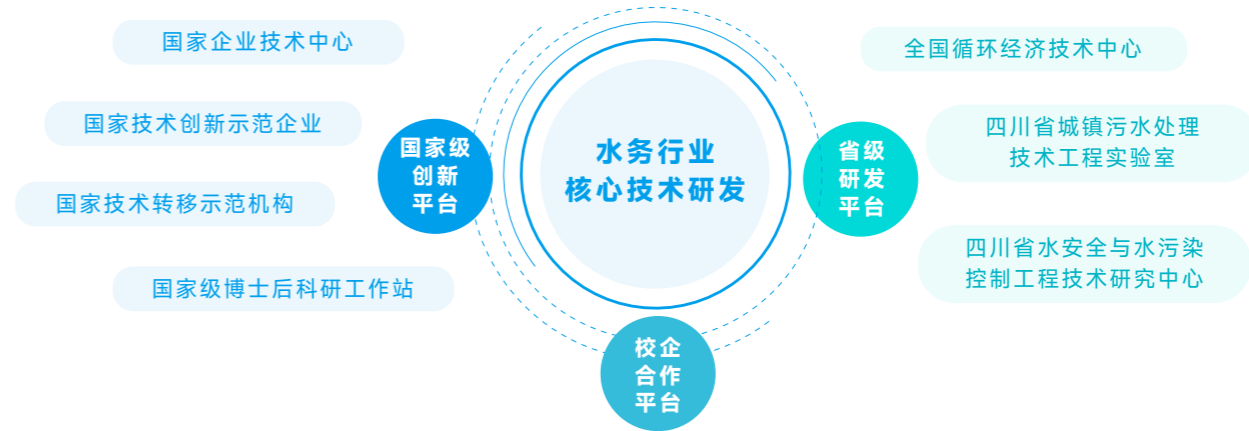 国家企业技术中心
国家技术创新示范企业
国家技术转移示范机构
国家级博士后科研工作站
国家级
创新
平台
水务行业
核心技术研发
校企
合作
平台
省级
研发
平台
全国循环经济技术中心
四川省城镇污水处理
技术工程实验室
四川省水安全与水污染
控制工程技术研究中心